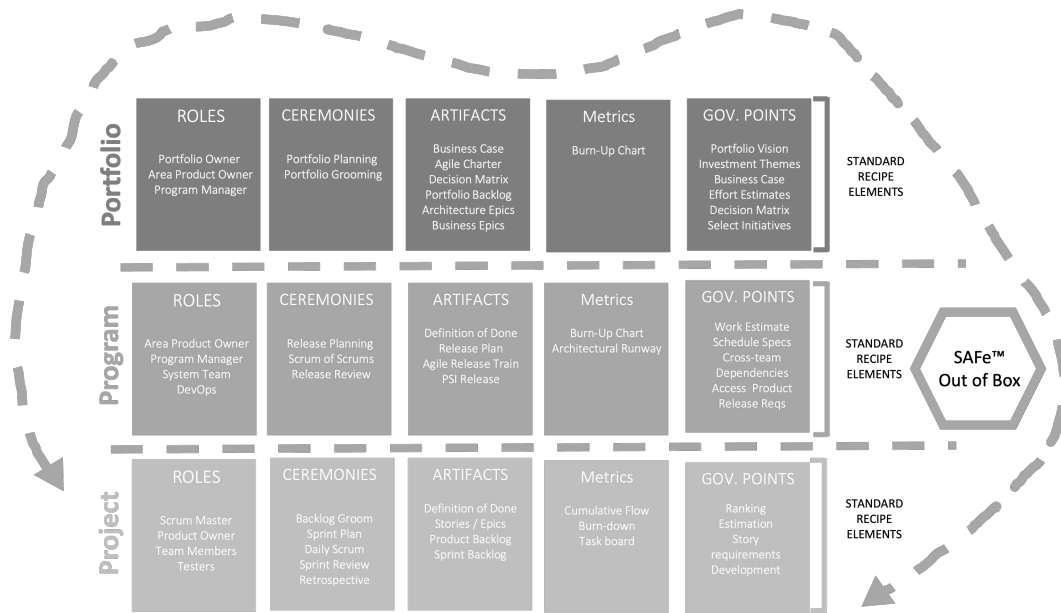 Portfolio
ROLES
Portfolio Owner
Area Product Owner
Program Manager
CEREMONIES
Portfolio Planning
Portfolio Grooming
ARTIFACTS
Business Case
Agile Charter
Decision Matrix
Portfolio Backlog
Architecture Epics
Business Epics
Metrics
Burn-Up Chart
GOV. POINTS
Portfolio Vision
Investment Themes
Business Case
Effort Estimates
Decision Matrix
Select Initiatives
STANDARD
RECIPE
ELEMENTS
Program
ROLES
Area Product Owner
Program Manager
System Team
DevOps
CEREMONIES
Release Planning
Scrum of Scrums
Release Review
ARTIFACTS
Definition of Done
Release Plan
Agile Release Train
PSI Release
Metrics
Burn-Up Chart
Architectural Runway
GOV. POINTS
Work Estimate
Schedule Specs
Cross-team
Dependencies
Access Product
Release Reqs
STANDARD
RECIPE
ELEMENTS
SAFe™
Out of Box
Project
ROLES
Scrum Master
Product Owner
Team Members
Testers
CEREMONIES
Backlog Groom
Sprint Plan
Daily Scrum
Sprint Review
Retrospective
ARTIFACTS
Definition of Done
Stories / Epics
Product Backlog
Sprint Backlog
Metrics
Cumulative Flow
Burn-down
Task board
GOV. POINTS
Ranking
Estimation
Story
requirements
Development
STANDARD
RECIPE
ELEMENTS